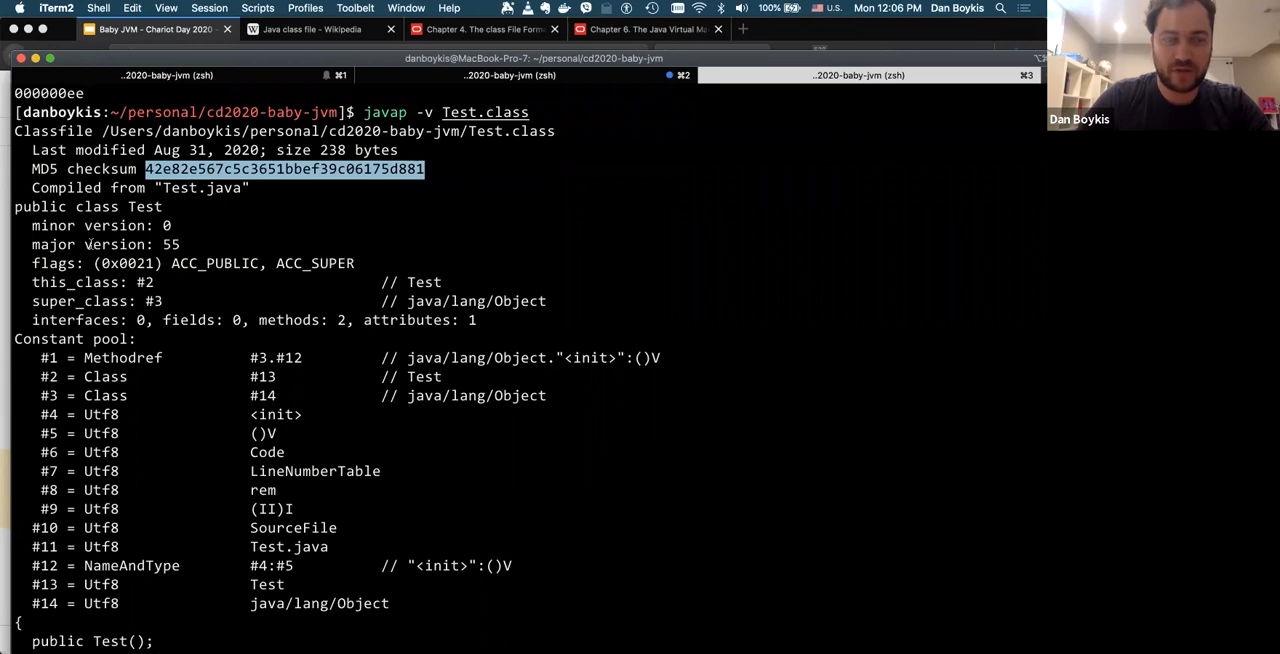 iTerm2 Shell Edit View Session Scripts Profiles Toolbelt Window Help 100% U.S. Mon 12:06 PM Dan Boykis
Baby JVM - Chariot Day 2020 - Java class file - Wikipedia Chapter 4. The class File Form Chapter 6. The Java Virtual Ma
danboykis@MacBook-Pro-7: ~/personal/cd2020-baby-jvm
..2020-baby-jvm (zsh) ⌘1 ..2020-baby-jvm (zsh) ⌘2 ..2020-baby-jvm (zsh) ⌘3
Dan Boykis
000000ee
[danboykis:~/personal/cd2020-baby-jvm]$ javap -v Test.class
Classfile /Users/danboykis/personal/cd2020-baby-jvm/Test.class
Last modified Aug 31, 2020; size 238 bytes
MD5 checksum 42e82e567c5c3651bbef39c06175d881
Compiled from "Test.java"
public class Test
minor version: 0
major version: 55
flags: (0x0021) ACC_PUBLIC, ACC_SUPER
this_class: #2 // Test
super_class: #3 // java/lang/Object
interfaces: 0, fields: 0, methods: 2, attributes: 1
Constant pool:
#1 = Methodref #3.#12 // java/lang/Object."<init>":()V
#2 = Class #13 // Test
#3 = Class #14 // java/lang/Object
#4 = Utf8 <init>
#5 = Utf8 ()V
#6 = Utf8 Code
#7 = Utf8 LineNumberTable
#8 = Utf8 rem
#9 = Utf8 (II)I
#10 = Utf8 SourceFile
#11 = Utf8 Test.java
#12 = NameAndType #4:#5 // "<init>":()V
#13 = Utf8 Test
#14 = Utf8 java/lang/Object
{
public Test();